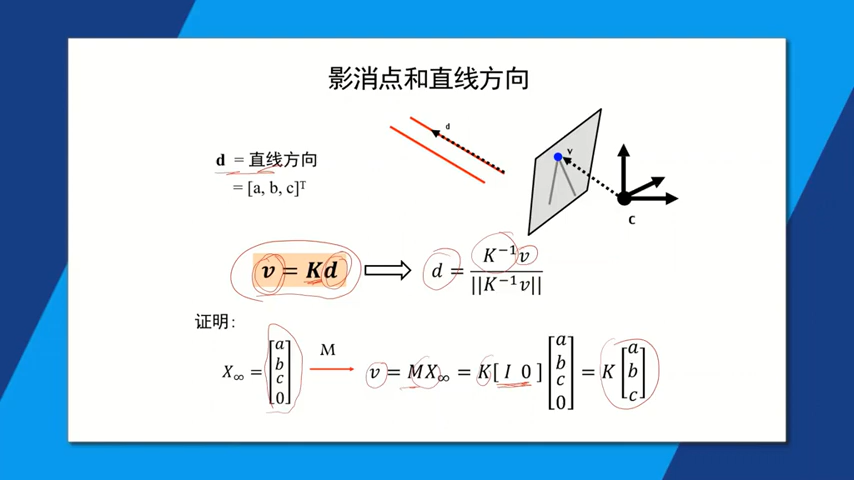 影消点和直线方向
d
v
C
d = 直线方向
= [a, b, c]ᵀ
v = Kd ⇒ d = K⁻¹v / ||K⁻¹v||
证明:
X∞ = [a b c 0] M → v = MX∞ = K[ I 0 ] [a b c 0] = K [a b c]